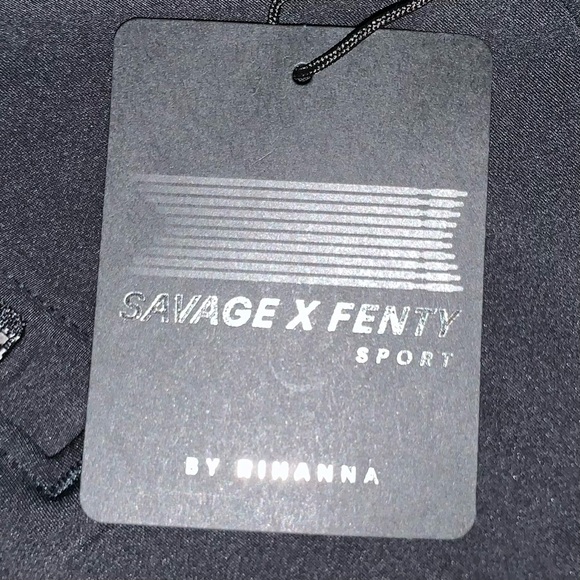 SAVAGE X FENTY
SPORT
BY RIHANNA